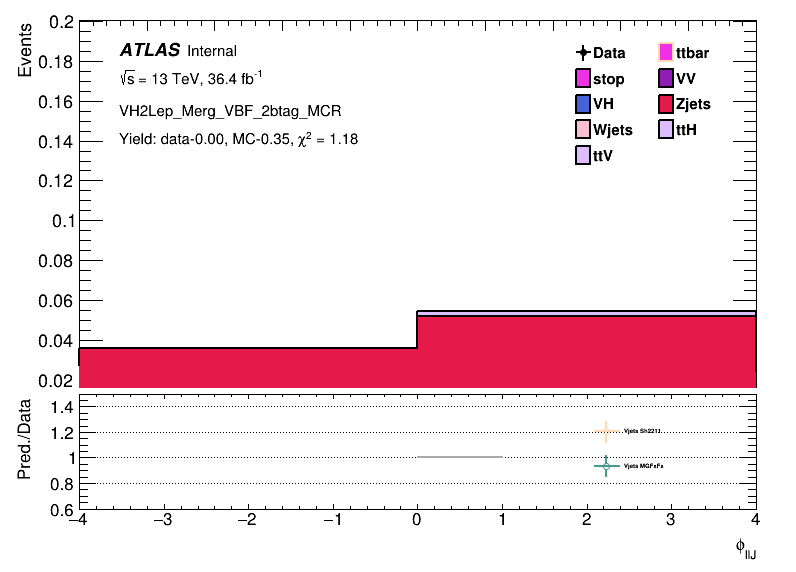 Events
0.2
0.18
0.16
0.14
0.12
0.1
0.08
0.06
0.04
0.02
ATLAS Internal
√s = 13 TeV, 36.4 fb⁻¹
VH2Lep_Merg_VBF_2btag_MCR
Yield: data-0.00, MC-0.35, χ² = 1.18
Data
ttbar
stop
VV
VH
Zjets
Wjets
ttH
ttV
Pred./Data
1.4
1.2
1
0.8
0.6
Vjets Sh2211
Vjets MGFxFx
−4 −3 −2 −1 0 1 2 3 4
ϕllJ